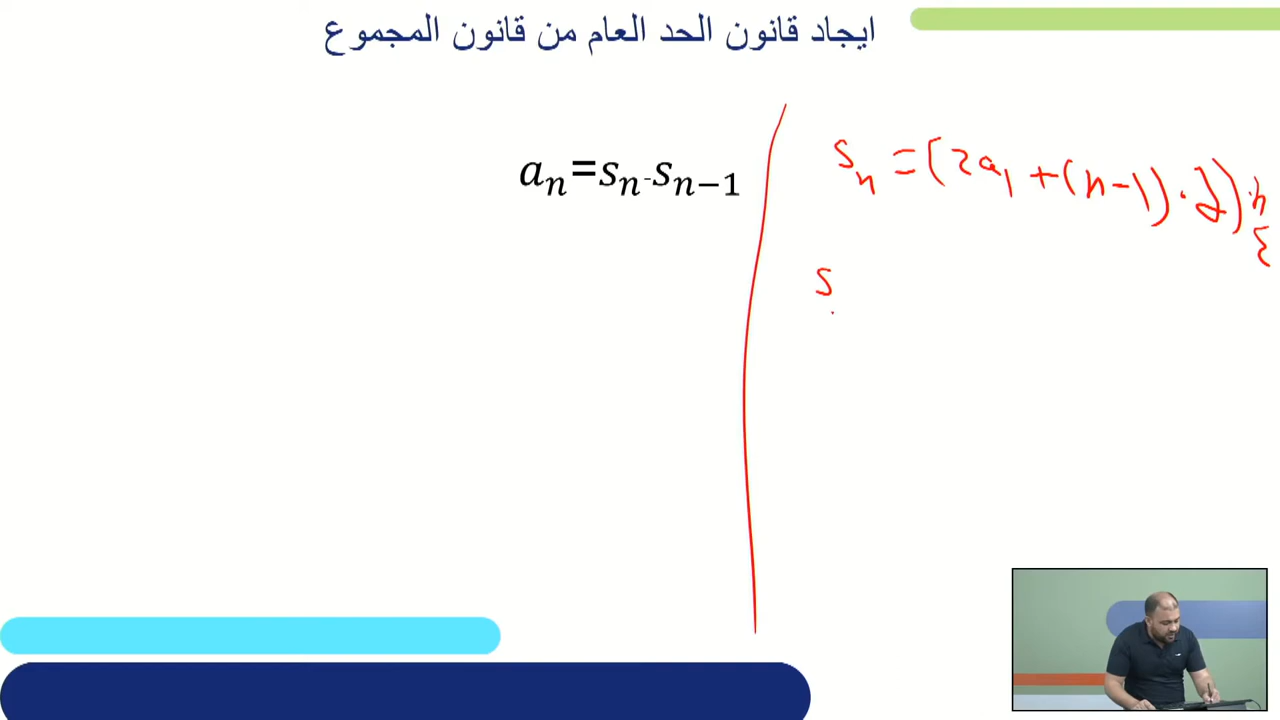 ايجاد قانون الحد العام من قانون المجموع
aₙ=sₙ-sₙ₋₁
sₙ = (2a₁ + (n-1)·d)·n/2
s